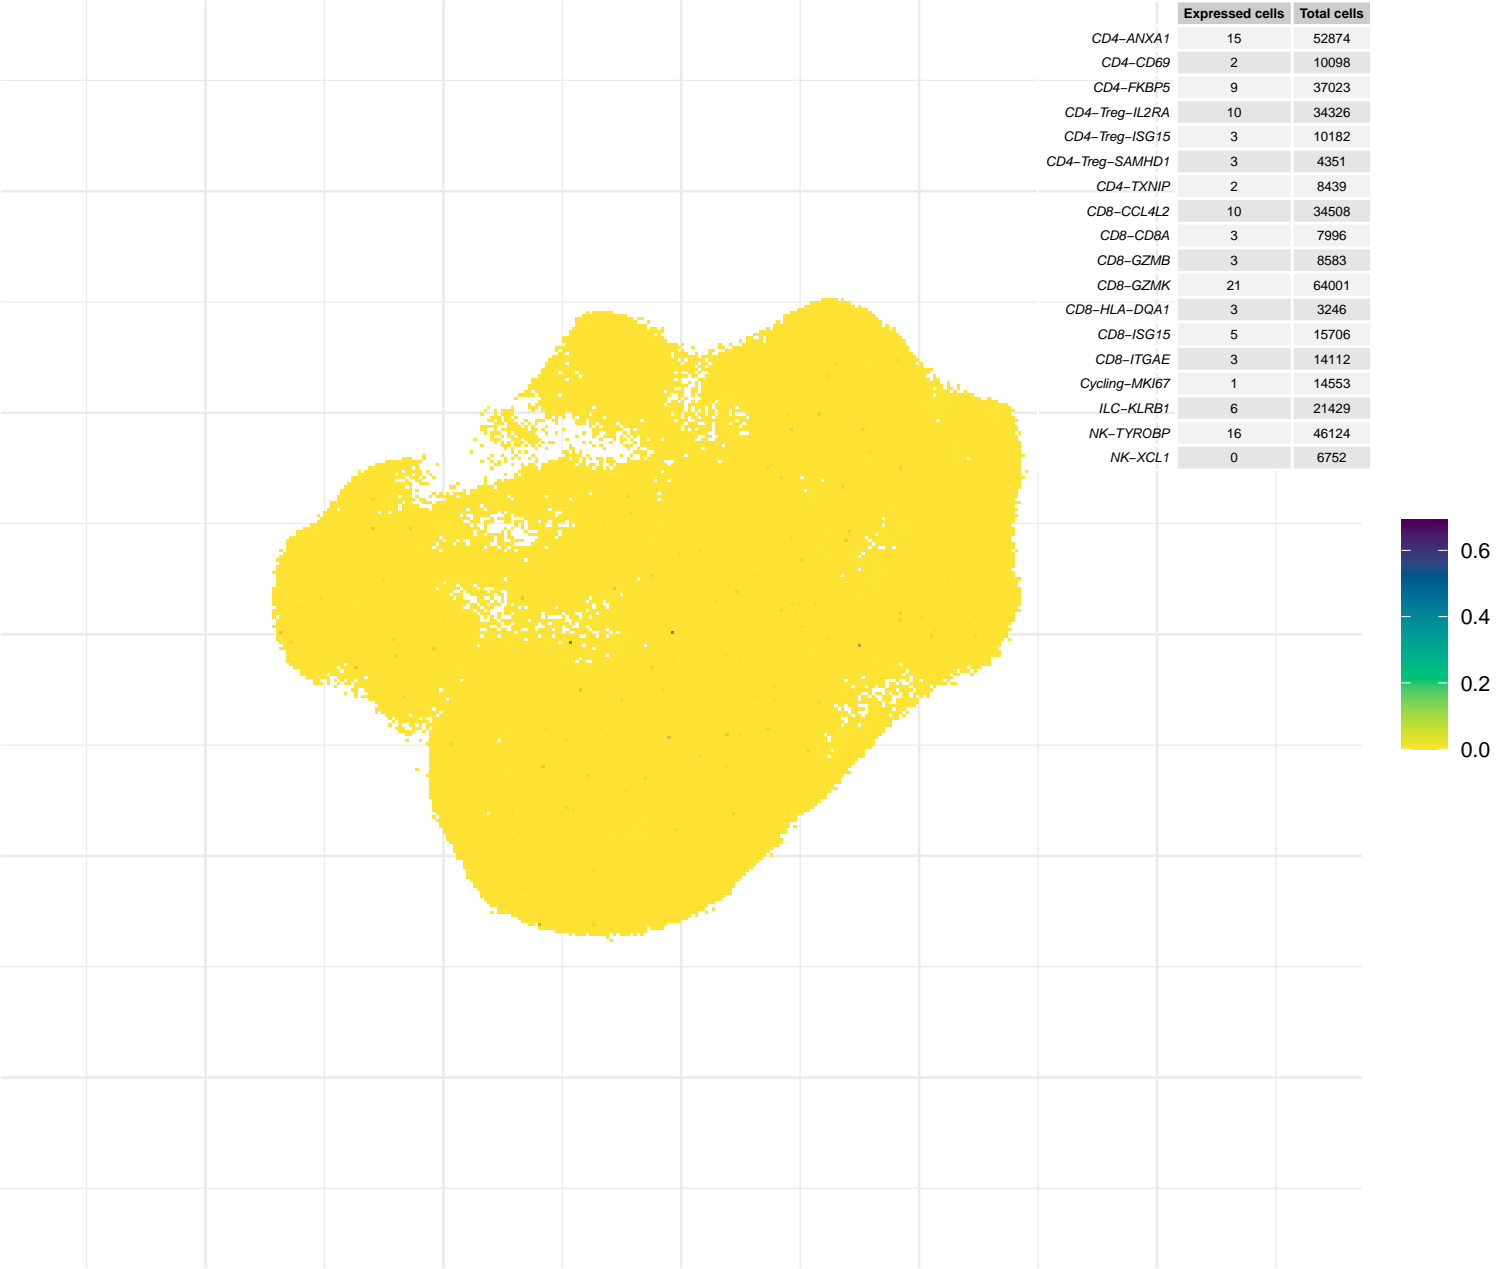 Expressed cells Total cells
CD4−ANXA1 15 52874
CD4−CD69 2 10098
CD4−FKBP5 9 37023
CD4−Treg−IL2RA 10 34326
CD4−Treg−ISG15 3 10182
CD4−Treg−SAMHD1 3 4351
CD4−TXNIP 2 8439
CD8−CCL4L2 10 34508
CD8−CD8A 3 7996
CD8−GZMB 3 8583
CD8−GZMK 21 64001
CD8−HLA−DQA1 3 3246
CD8−ISG15 5 15706
CD8−ITGAE 3 14112
Cycling−MKI67 1 14553
ILC−KLRB1 6 21429
NK−TYROBP 16 46124
NK−XCL1 0 6752
0.6
0.4
0.2
0.0